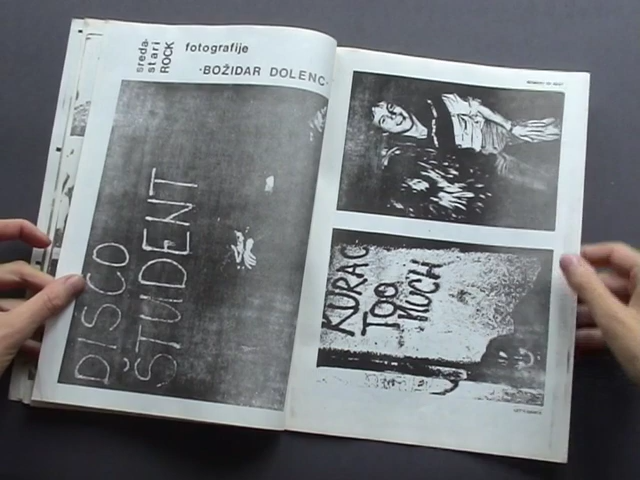 sreda-
stari
ROCK
fotografije
-BOŽIDAR DOLENC-
DISCO
ŠTUDENT
KURAC
TOO
MUCH